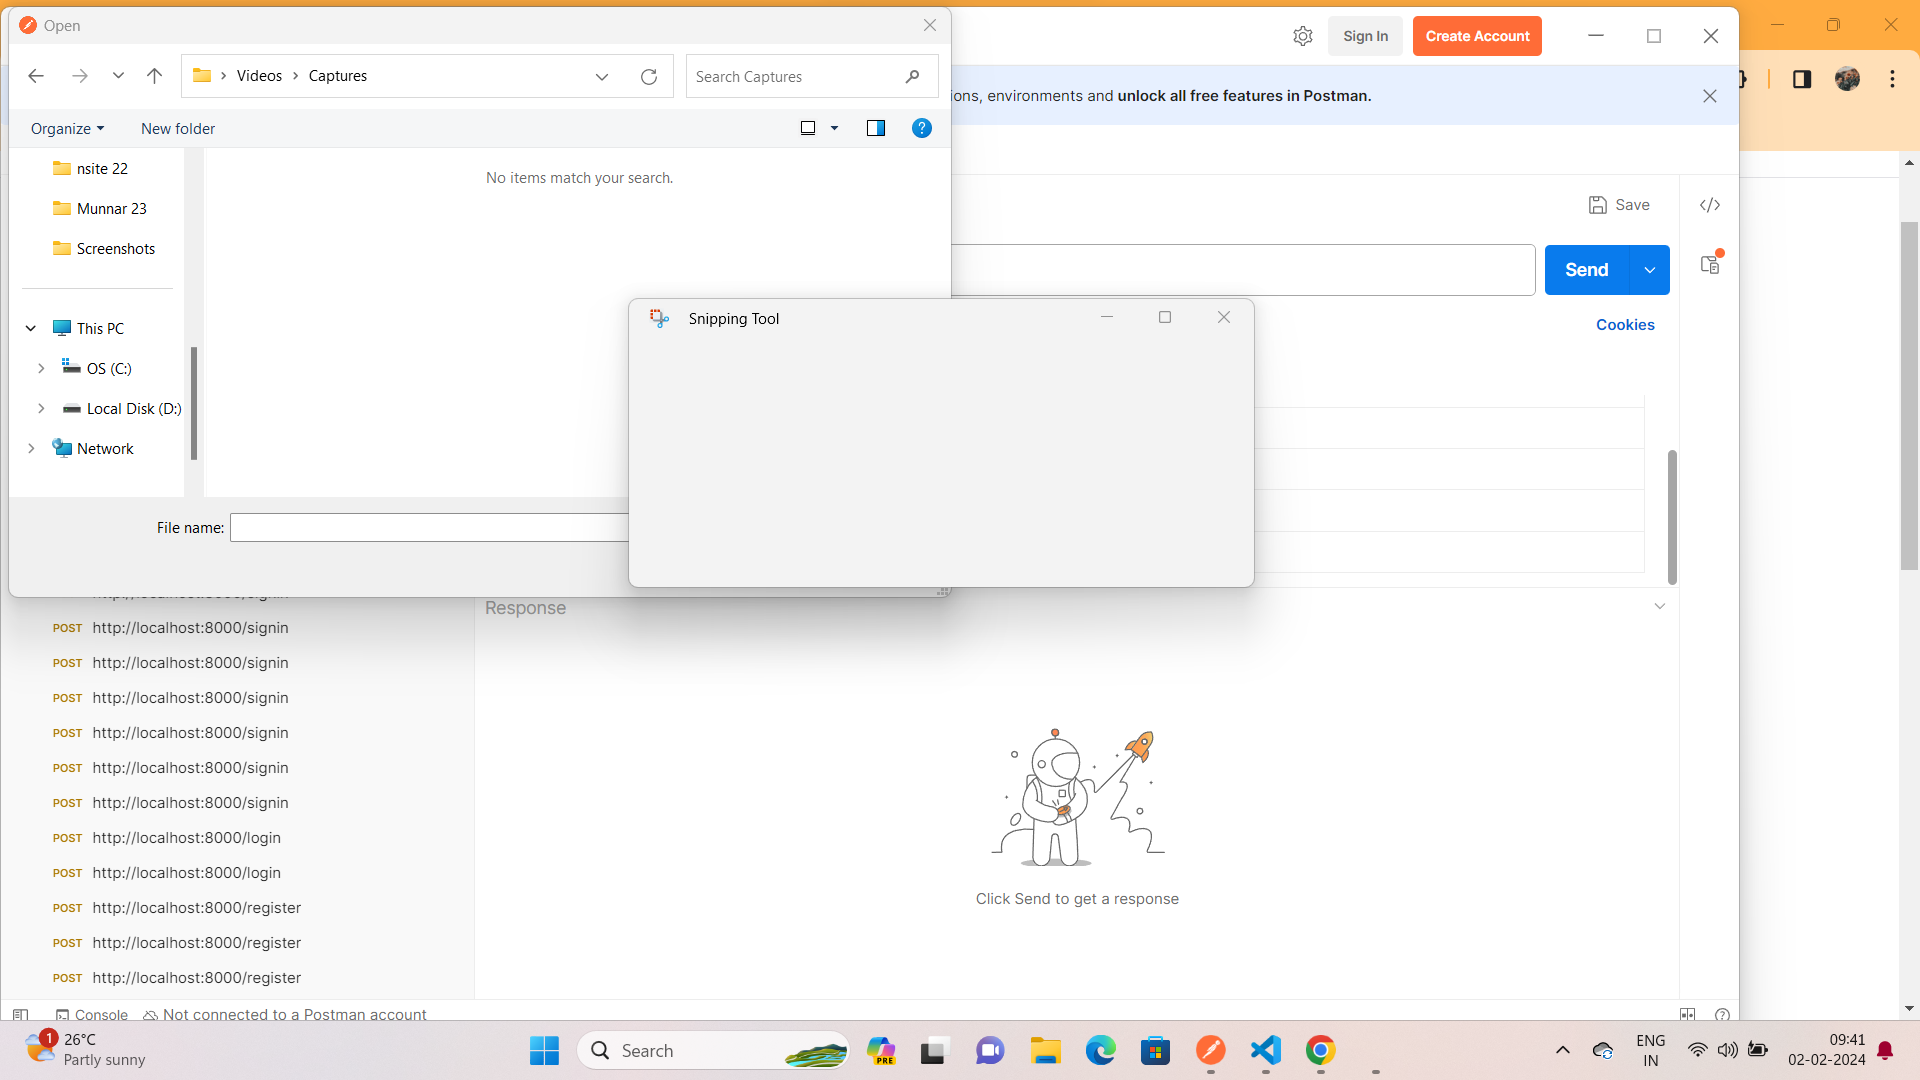 Open
Videos
Captures
Search Captures
Organize
New folder
nsite 22
Munnar 23
Screenshots
This PC
OS (C:)
Local Disk (D:)
Network
No items match your search.
File name:
Sign In
Create Account
ions, environments and unlock all free features in Postman.
Save
Send
Cookies
Snipping Tool
http://localhost:8000/signin
POST http://localhost:8000/signin
POST http://localhost:8000/signin
POST http://localhost:8000/signin
POST http://localhost:8000/signin
POST http://localhost:8000/signin
POST http://localhost:8000/signin
POST http://localhost:8000/login
POST http://localhost:8000/login
POST http://localhost:8000/register
POST http://localhost:8000/register
POST http://localhost:8000/register
Response
Click Send to get a response
Console
Not connected to a Postman account
1
26°C
Partly sunny
Search
PRE
ENG
IN
09:41
02-02-2024